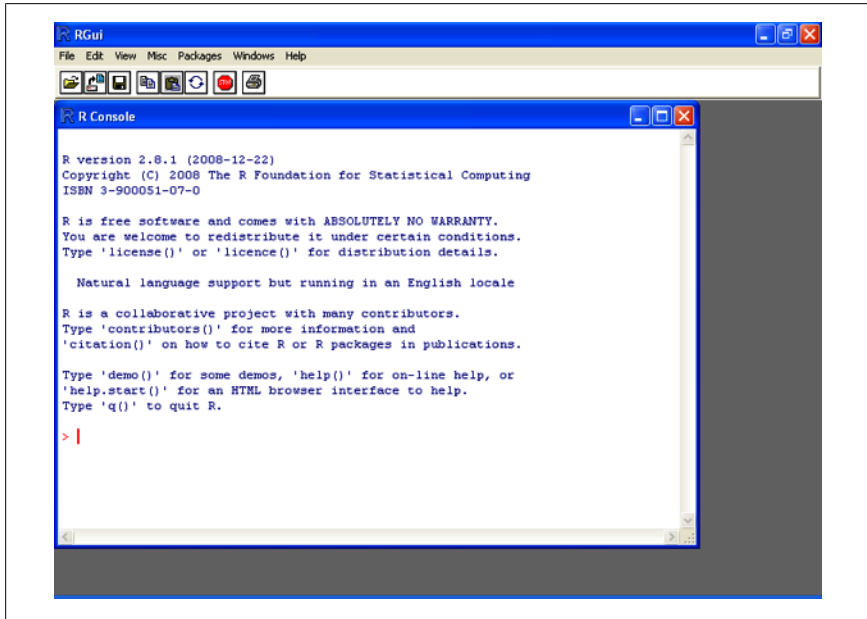 RGui
File Edit View Misc Packages Windows Help
STOP
R Console
R version 2.8.1 (2008-12-22)
Copyright (C) 2008 The R Foundation for Statistical Computing
ISBN 3-900051-07-0
R is free software and comes with ABSOLUTELY NO WARRANTY.
You are welcome to redistribute it under certain conditions.
Type 'license()' or 'licence()' for distribution details.
Natural language support but running in an English locale
R is a collaborative project with many contributors.
Type 'contributors()' for more information and
'citation()' on how to cite R or R packages in publications.
Type 'demo()' for some demos, 'help()' for on-line help, or
'help.start()' for an HTML browser interface to help.
Type 'q()' to quit R.
>